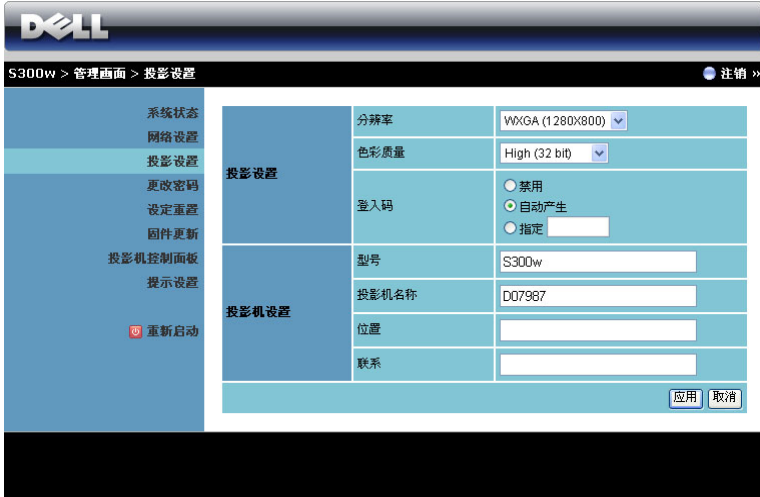 DELL
S300w > 管理画面 > 投影设置
注销 »
系统状态
网络设置
投影设置
更改密码
设定重置
固件更新
投影机控制面板
提示设置
重新启动
投影设置
分辨率
WXGA (1280X800)
色彩质量
High (32 bit)
登入码
禁用
自动产生
指定
投影机设置
型号
S300w
投影机名称
D07987
位置
联系
应用
取消